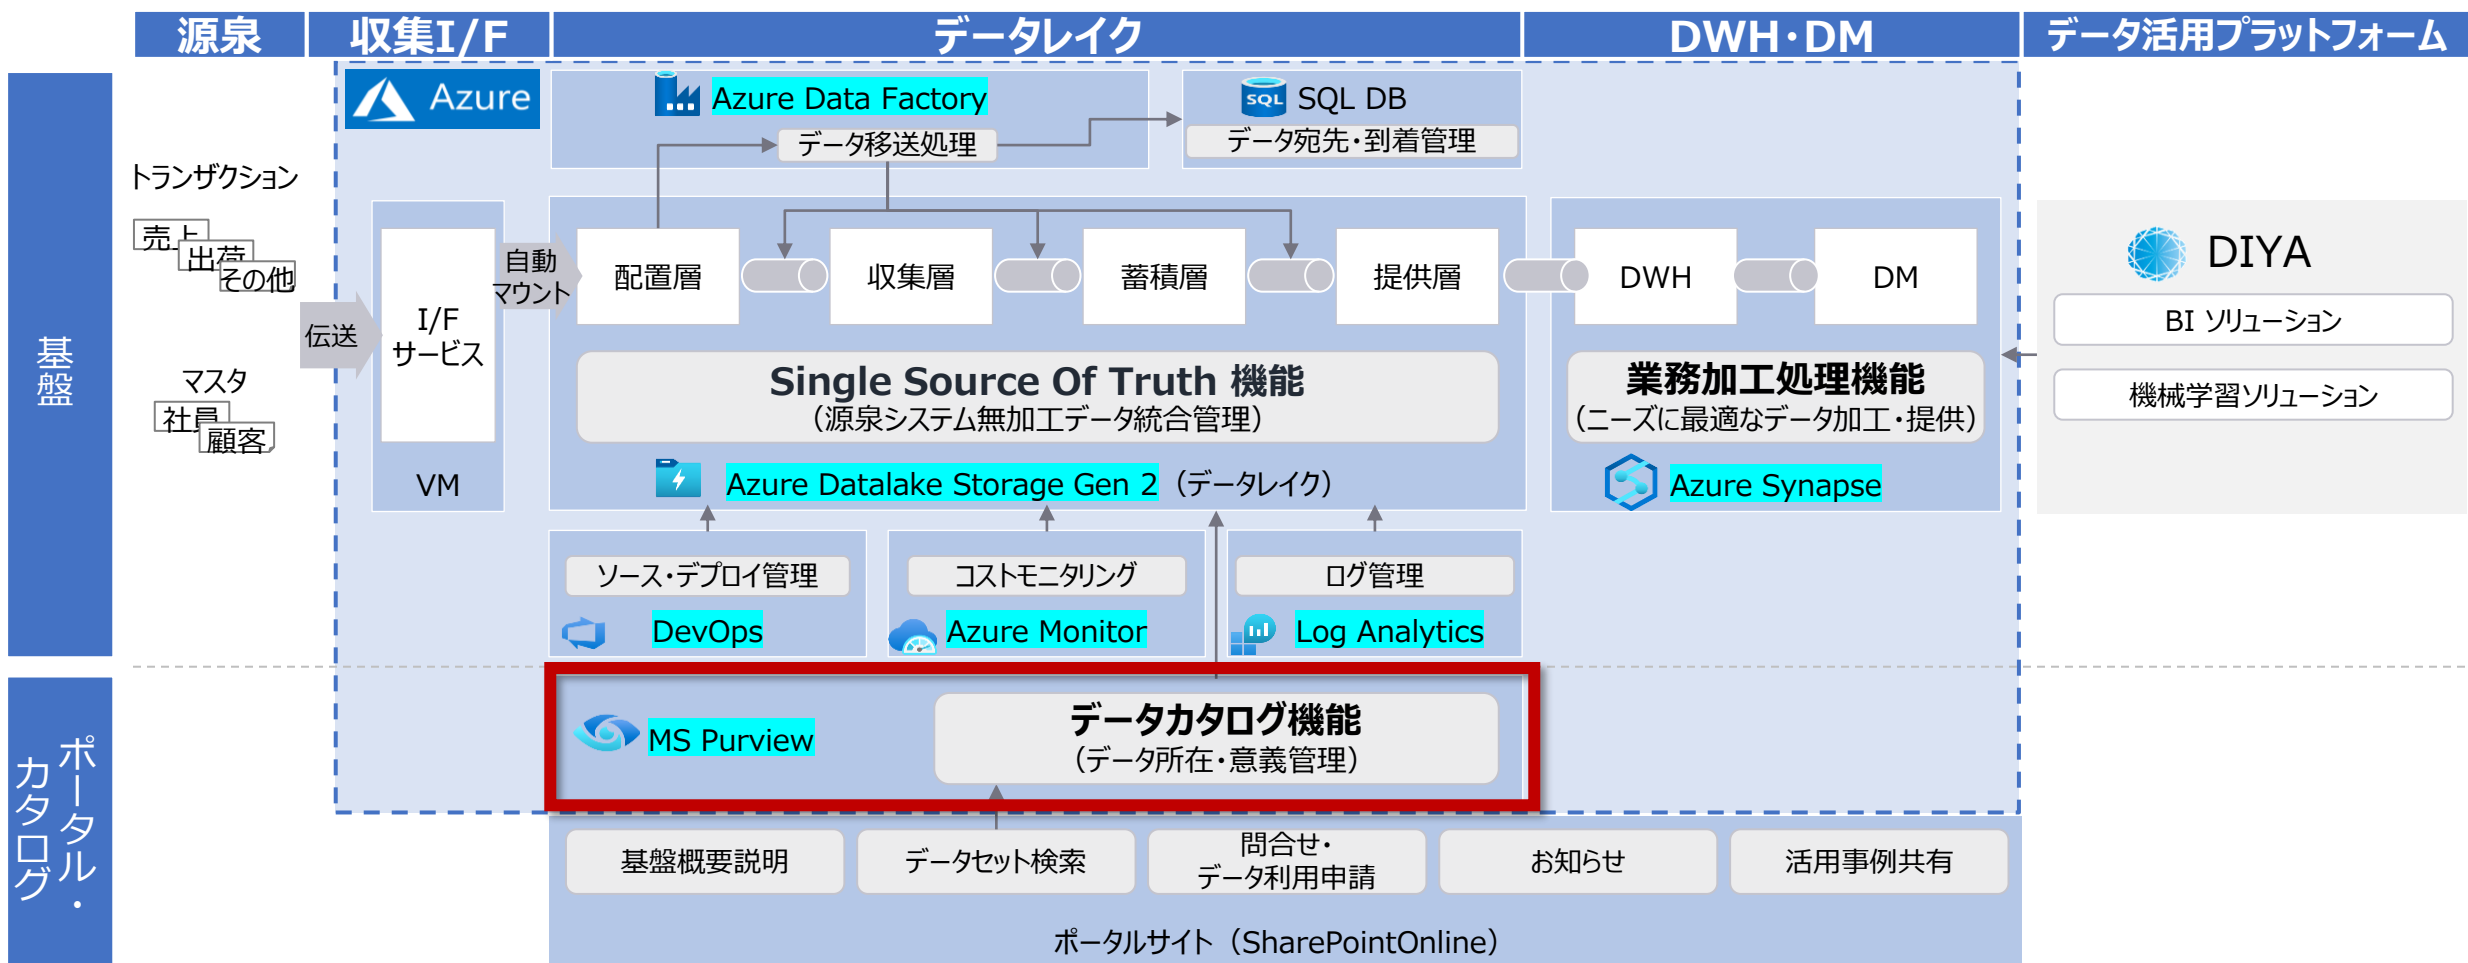 源泉
収集I/F
データレイク
DWH・DM
データ活用プラットフォーム
基盤
Azure
Azure Data Factory
データ移送処理
SQL
SQL DB
データ宛先・到着管理
トランザクション
売上
出荷
その他
マスタ
社員
顧客
伝送
I/F
サービス
VM
自動
マウント
配置層
収集層
蓄積層
提供層
DWH
DM
Single Source Of Truth 機能
(源泉システム無加工データ統合管理)
業務加工処理機能
(ニーズに最適なデータ加工・提供)
Azure Datalake Storage Gen 2 (データレイク)
Azure Synapse
DIYA
BI ソリューション
機械学習ソリューション
ソース・デプロイ管理
DevOps
コストモニタリング
Azure Monitor
ログ管理
Log Analytics
ポータル・
カタログ
MS Purview
データカタログ機能
(データ所在・意義管理)
基盤概要説明
データセット検索
問合せ・
データ利用申請
お知らせ
活用事例共有
ポータルサイト (SharePointOnline)